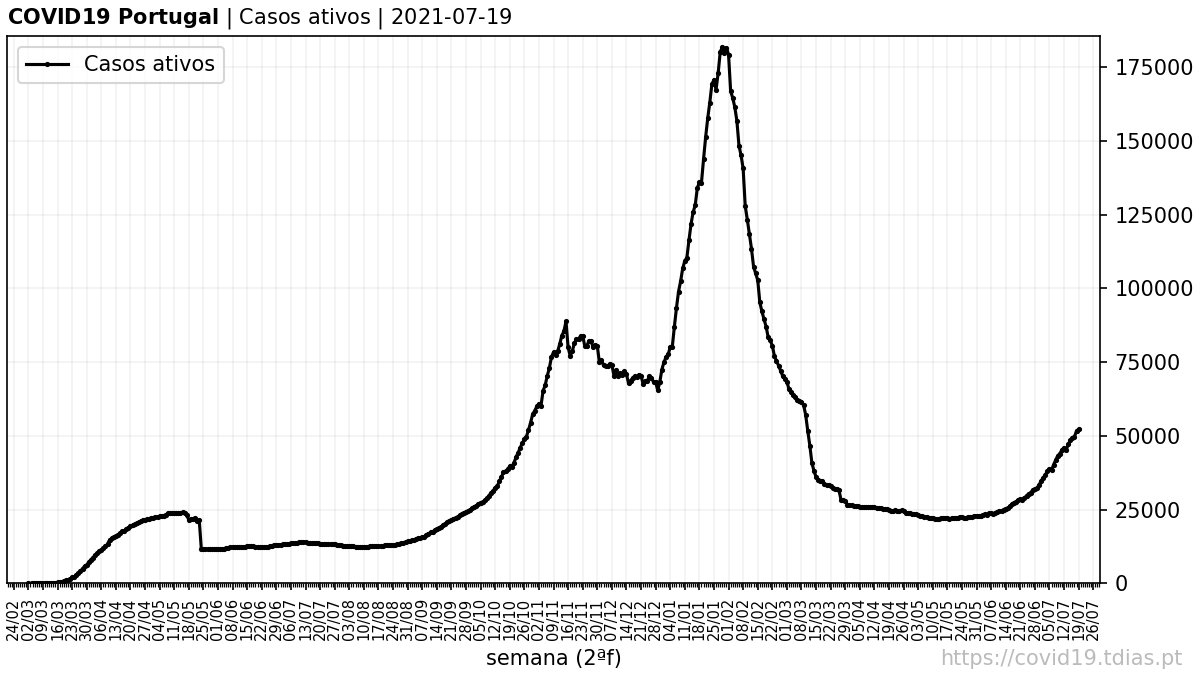 COVID19 Portugal | Casos ativos | 2021-07-19
Casos ativos
175000
150000
125000
100000
75000
50000
25000
0
24/02 02/03 09/03 16/03 23/03 30/03 06/04 13/04 20/04 27/04 04/05 11/05 18/05 25/05 01/06 08/06 15/06 22/06 29/06 06/07 13/07 20/07 27/07 03/08 10/08 17/08 24/08 31/08 07/09 14/09 21/09 28/09 05/10 12/10 19/10 26/10 02/11 09/11 16/11 23/11 30/11 07/12 14/12 21/12 28/12 04/01 11/01 18/01 25/01 01/02 08/02 15/02 22/02 01/03 08/03 15/03 22/03 29/03 05/04 12/04 19/04 26/04 03/05 10/05 17/05 24/05 31/05 07/06 14/06 21/06 28/06 05/07 12/07 19/07 26/07
semana (2ªf)
https://covid19.tdias.pt